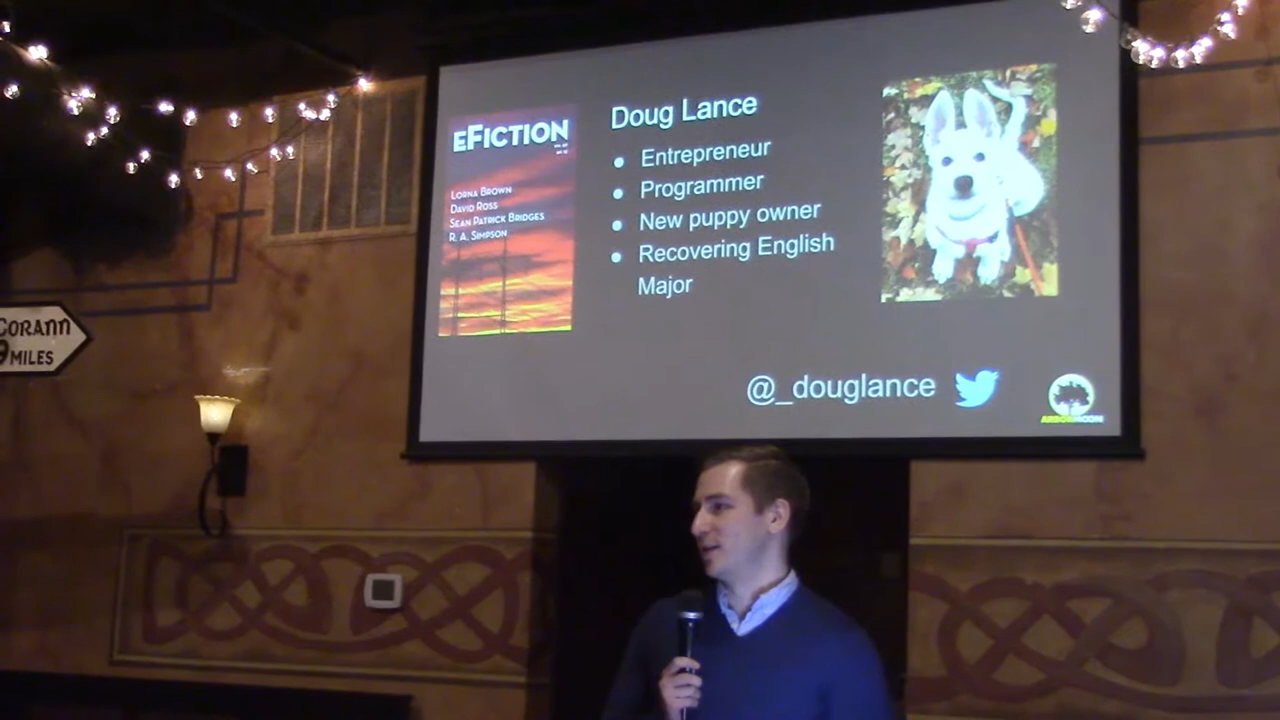 eFiction
Lorna Brown
David Ross
Sean Patrick Bridges
R. A. Simpson
Doug Lance
Entrepreneur
Programmer
New puppy owner
Recovering English
Major
@_douglance
ARBORMOON
CORANN
9 MILES